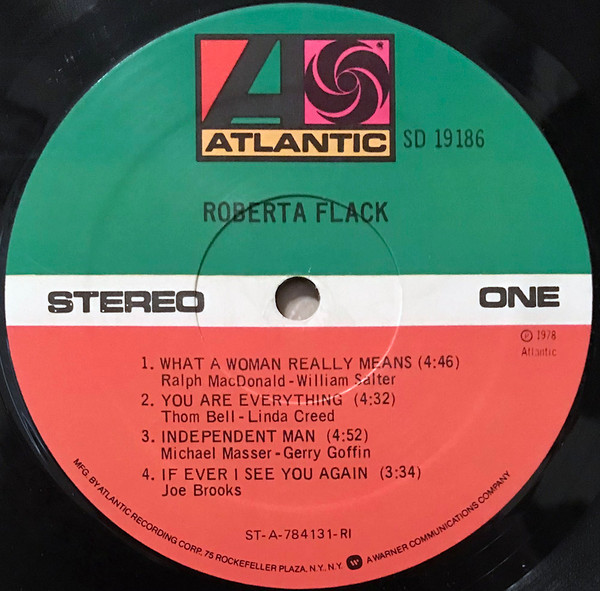 ATLANTIC
SD 19186
ROBERTA FLACK
STEREO
ONE
℗ 1978
Atlantic
1. WHAT A WOMAN REALLY MEANS (4:46)
Ralph MacDonald - William Salter
2. YOU ARE EVERYTHING (4:32)
Thom Bell - Linda Creed
3. INDEPENDENT MAN (4:52)
Michael Masser - Gerry Goffin
4. IF EVER I SEE YOU AGAIN (3:34)
Joe Brooks
ST-A-784131-RI
MFG. BY ATLANTIC RECORDING CORP. 75 ROCKEFELLER PLAZA, N.Y. N.Y. W A WARNER COMMUNICATIONS COMPANY